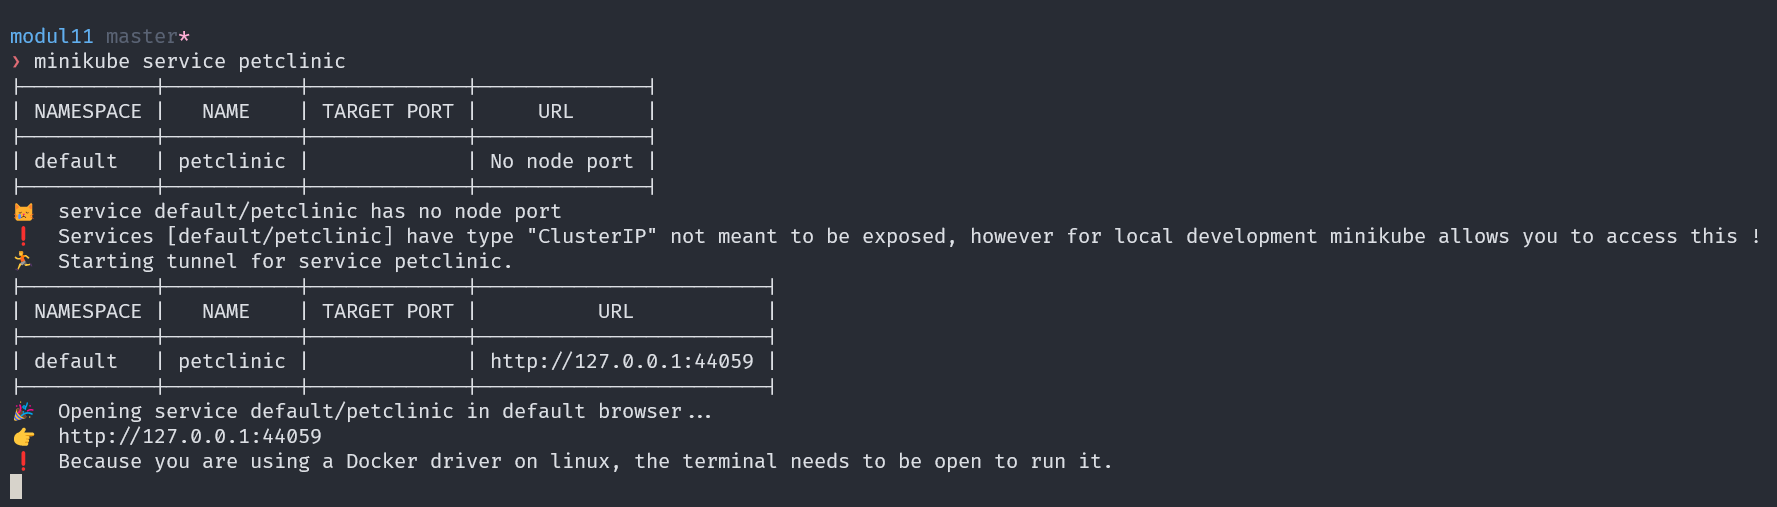 modul11 master*
❯ minikube service petclinic
|-----------|-----------|-------------|--------------|
| NAMESPACE |   NAME    | TARGET PORT |     URL      |
|-----------|-----------|-------------|--------------|
| default   | petclinic |             | No node port |
|-----------|-----------|-------------|--------------|
😿  service default/petclinic has no node port
❗  Services [default/petclinic] have type "ClusterIP" not meant to be exposed, however for local development minikube allows you to access this !
🏃  Starting tunnel for service petclinic.
|-----------|-----------|-------------|------------------------|
| NAMESPACE |   NAME    | TARGET PORT |          URL           |
|-----------|-----------|-------------|------------------------|
| default   | petclinic |             | http://127.0.0.1:44059 |
|-----------|-----------|-------------|------------------------|
🎉  Opening service default/petclinic in default browser...
👉  http://127.0.0.1:44059
❗  Because you are using a Docker driver on linux, the terminal needs to be open to run it.